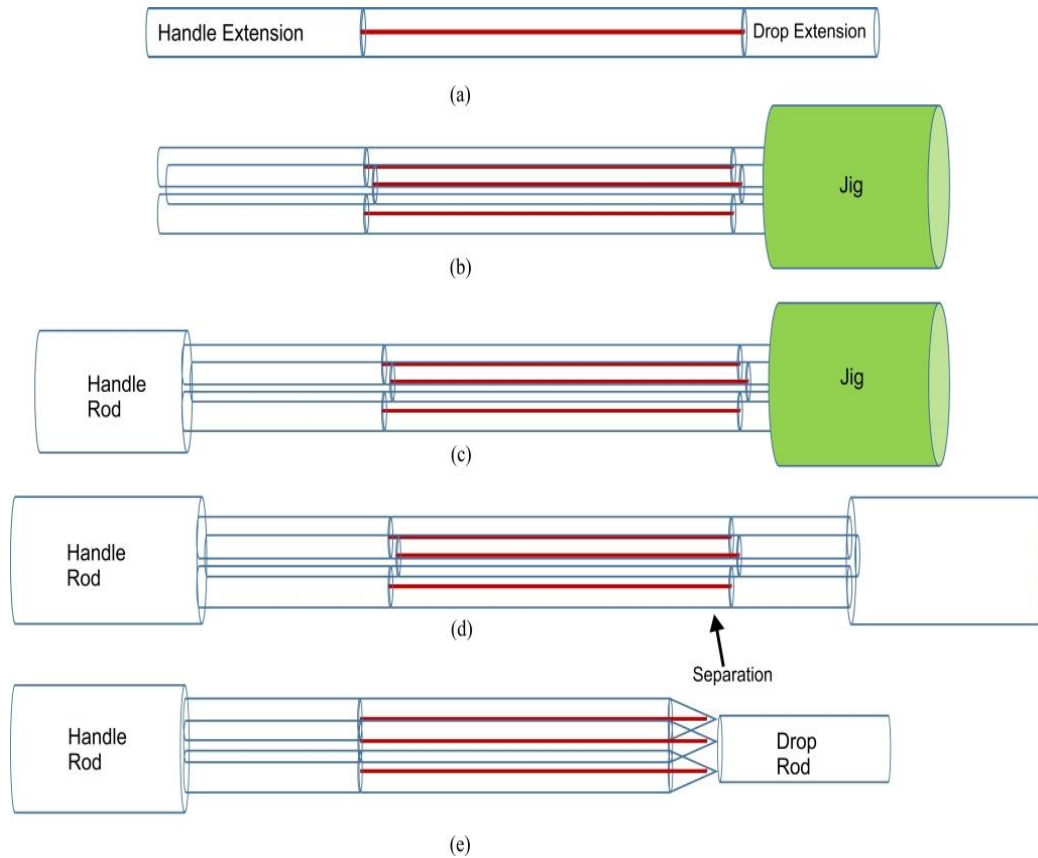 Handle Extension
Drop Extension
(a)
Jig
(b)
Handle
Rod
Jig
(c)
Handle
Rod
(d)
Separation
Handle
Rod
Drop
Rod
(e)